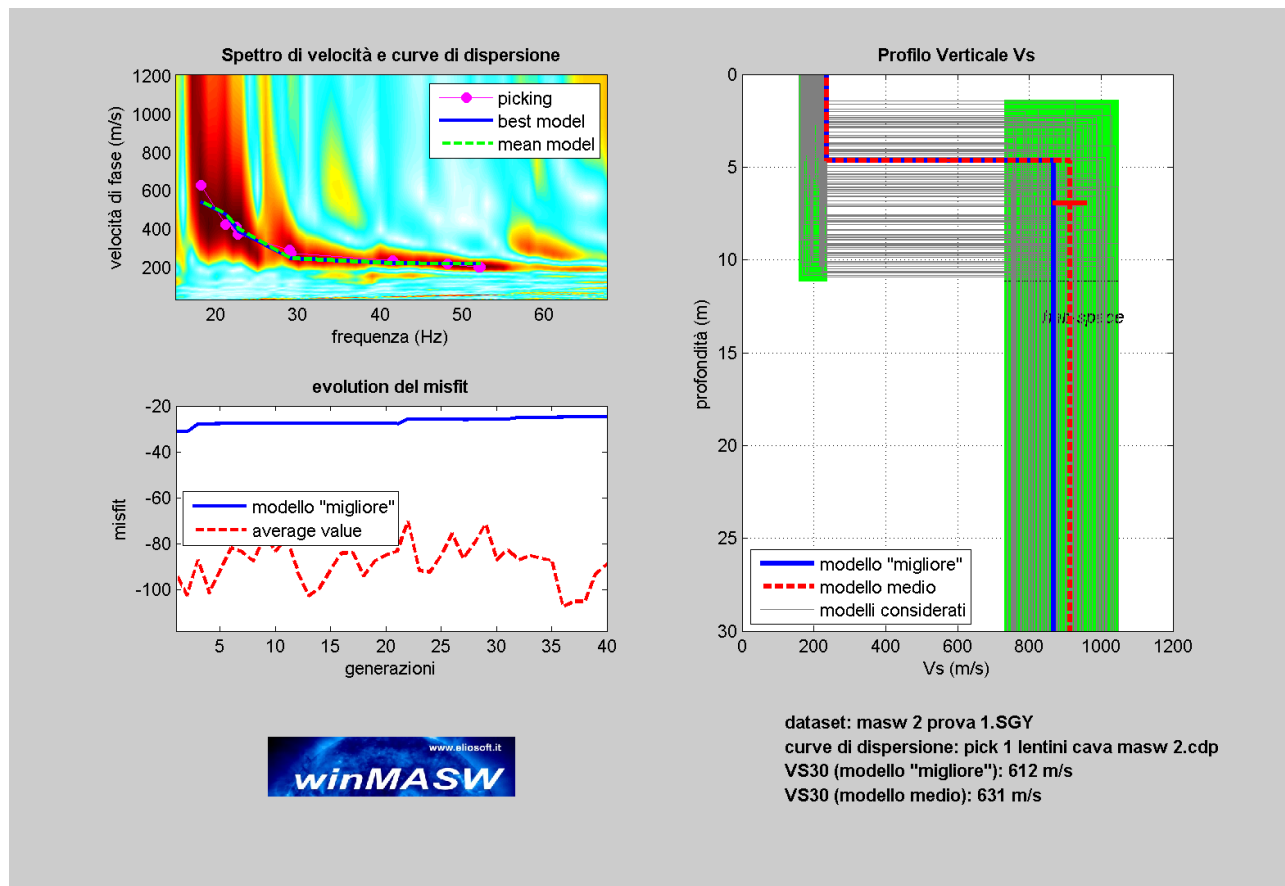 Spettro di velocità e curve di dispersione
1200
1000
800
600
400
200
velocità di fase (m/s)
picking
best model
mean model
20
30
40
50
60
frequenza (Hz)
evolution del misfit
-20
-40
-60
-80
-100
misfit
modello "migliore"
average value
5
10
15
20
25
30
35
40
generazioni
www.eliosoft.it
winMASW
Profilo Verticale Vs
0
5
10
15
20
25
30
profondità (m)
half-space
modello "migliore"
modello medio
modelli considerati
0
200
400
600
800
1000
1200
Vs (m/s)
dataset: masw 2 prova 1.SGY
curve di dispersione: pick 1 lentini cava masw 2.cdp
VS30 (modello "migliore"): 612 m/s
VS30 (modello medio): 631 m/s